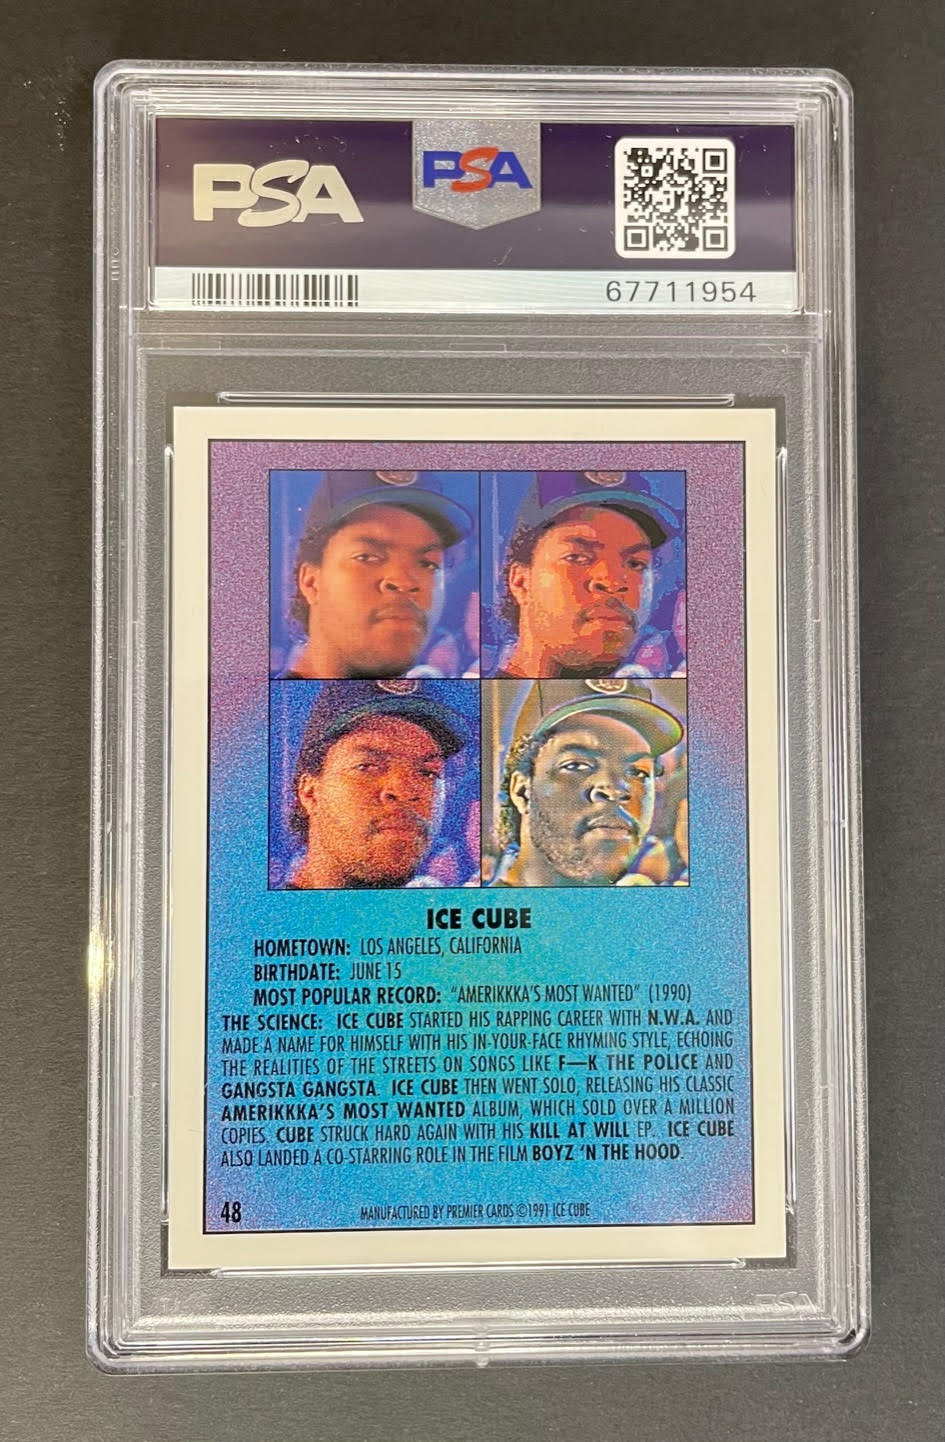 PSA
PSA
67711954
ICE CUBE
HOMETOWN: LOS ANGELES, CALIFORNIA
BIRTHDATE: JUNE 15
MOST POPULAR RECORD: "AMERIKKKA'S MOST WANTED" (1990)
THE SCIENCE: ICE CUBE STARTED HIS RAPPING CAREER WITH N.W.A. AND
MADE A NAME FOR HIMSELF WITH HIS IN-YOUR-FACE RHYMING STYLE, ECHOING
THE REALITIES OF THE STREETS ON SONGS LIKE F—K THE POLICE AND
GANGSTA GANGSTA. ICE CUBE THEN WENT SOLO, RELEASING HIS CLASSIC
AMERIKKKA'S MOST WANTED ALBUM, WHICH SOLD OVER A MILLION
COPIES. CUBE STRUCK HARD AGAIN WITH HIS KILL AT WILL EP. ICE CUBE
ALSO LANDED A CO-STARRING ROLE IN THE FILM BOYZ 'N THE HOOD.
48
MANUFACTURED BY PREMIER CARDS ©1991 ICE CUBE
PSA